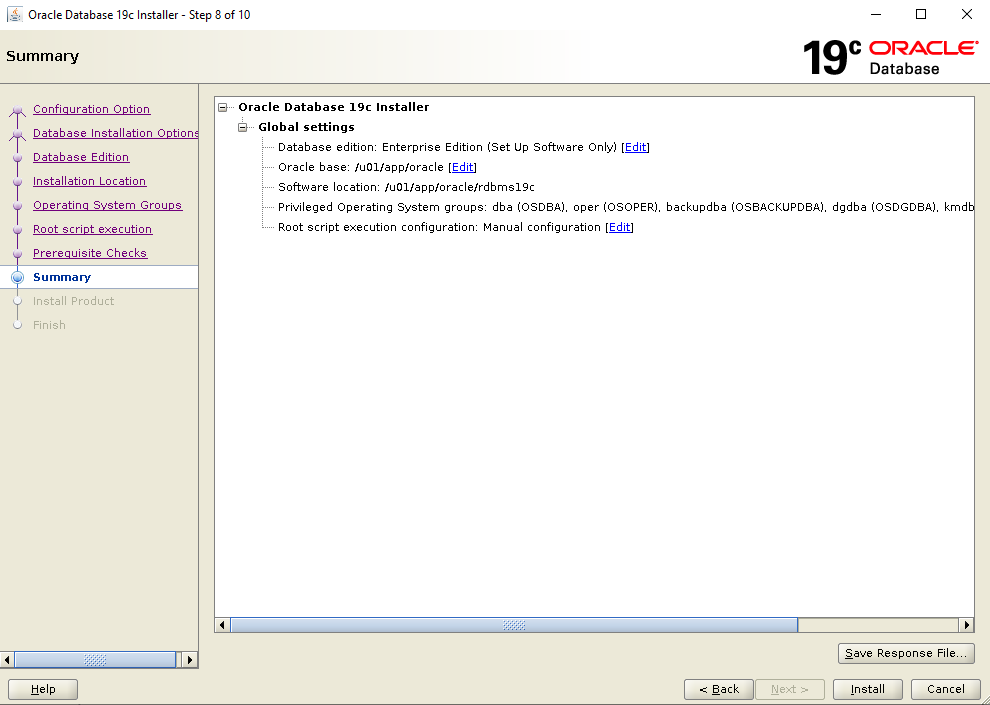 Oracle Database 19c Installer - Step 8 of 10
Summary
19c ORACLE
Database
Configuration Option
Database Installation Options
Database Edition
Installation Location
Operating System Groups
Root script execution
Prerequisite Checks
Summary
Install Product
Finish
Oracle Database 19c Installer
Global settings
Database edition: Enterprise Edition (Set Up Software Only) [Edit]
Oracle base: /u01/app/oracle [Edit]
Software location: /u01/app/oracle/rdbms19c
Privileged Operating System groups: dba (OSDBA), oper (OSOPER), backupdba (OSBACKUPDBA), dgdba (OSDGDBA), kmdb
Root script execution configuration: Manual configuration [Edit]
Save Response File...
Help
< Back
Next >
Install
Cancel